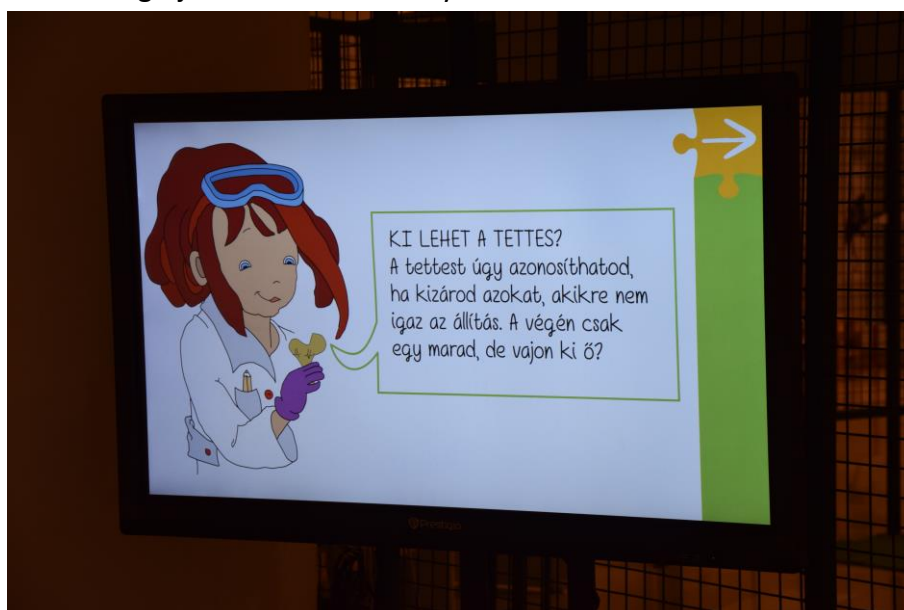 KI LEHET A TETTES?
A tettest úgy azonosíthatod,
ha kizárod azokat, akikre nem
igaz az állítás. A végén csak
egy marad, de vajon ki ő?
Prestigio